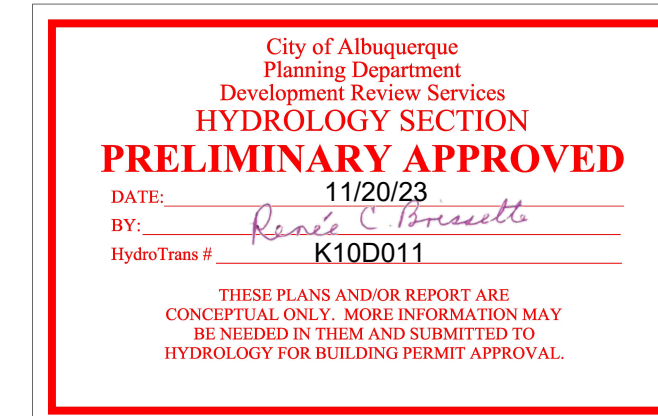 City of Albuquerque
Planning Department
Development Review Services
HYDROLOGY SECTION
PRELIMINARY APPROVED
DATE: 11/20/23
BY: Renée C. Brissette
HydroTrans # K10D011
THESE PLANS AND/OR REPORT ARE
CONCEPTUAL ONLY. MORE INFORMATION MAY
BE NEEDED IN THEM AND SUBMITTED TO
HYDROLOGY FOR BUILDING PERMIT APPROVAL.